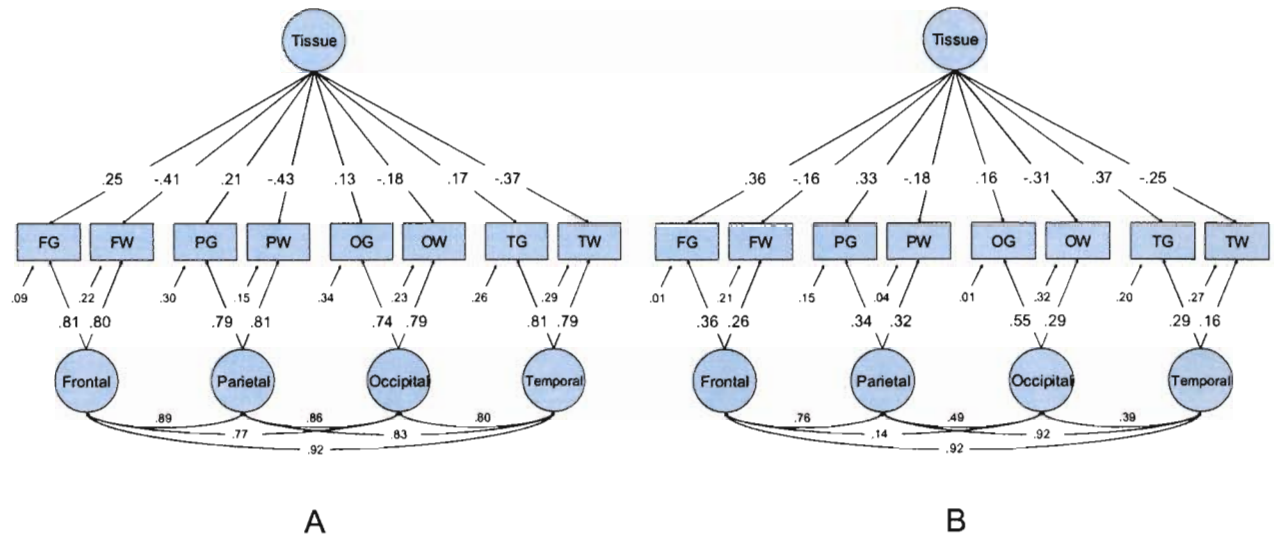 Tissue Tissue
.25 -.41 .21 -.43 .13 -.18 .17 -.37 .36 -.16 .33 -.18 .16 -.31 .37 -.25
FG FW PG PW OG OW TG TW FG FW PG PW OG OW TG TW
.09 .22 .30 .15 .34 .23 .26 .29 .01 .21 .15 .04 .01 .32 .20 .27
.81 .80 .79 .81 .74 .79 .81 .79 .36 .26 .34 .32 .55 .29 .29 .16
Frontal Parietal Occipital Temporal Frontal Parietal Occipital Temporal
.89 .86 .80 .76 .49 .39
.77 .83 .14 .92
.92 .92
A B